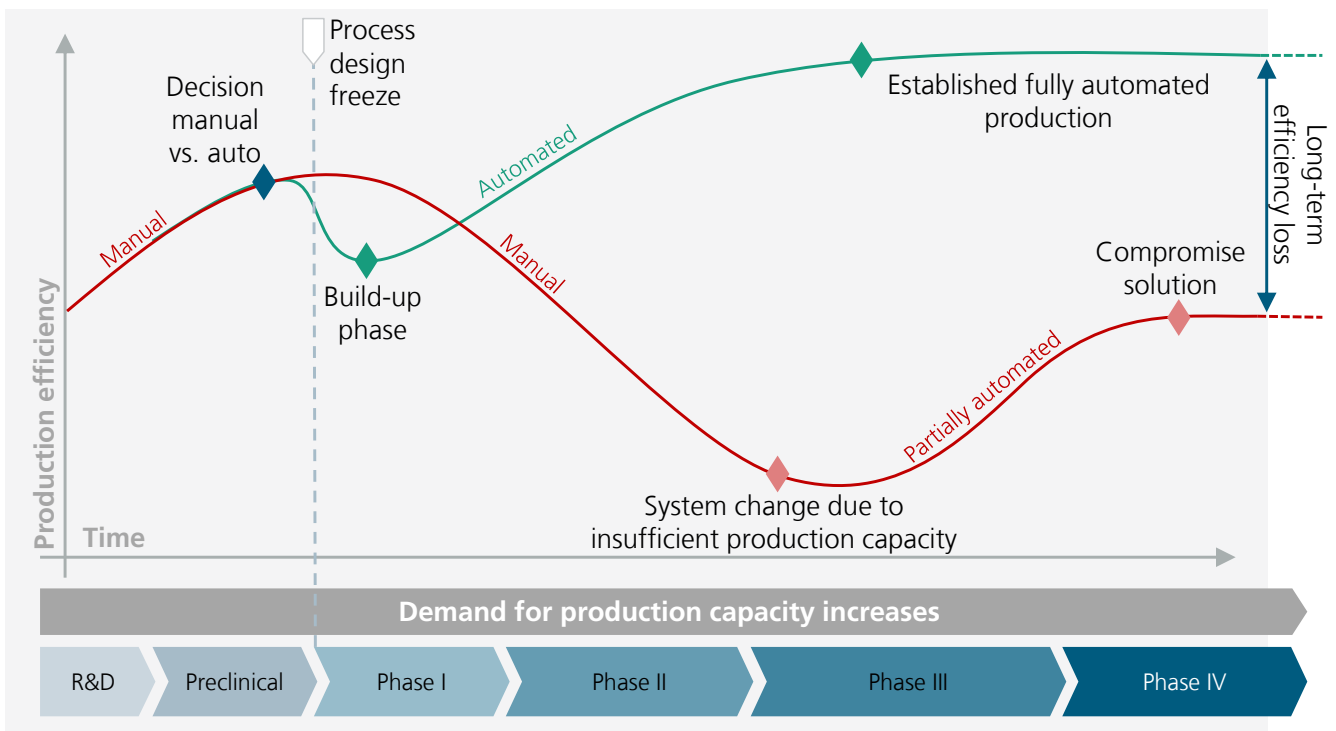 Process
design
freeze
Decision
manual
vs. auto
Established fully automated
production
Long-term
efficiency loss
Automated
Manual
Manual
Build-up
phase
Compromise
solution
Partially automated
System change due to
insufficient production capacity
Production efficiency
Time
Demand for production capacity increases
R&D
Preclinical
Phase I
Phase II
Phase III
Phase IV